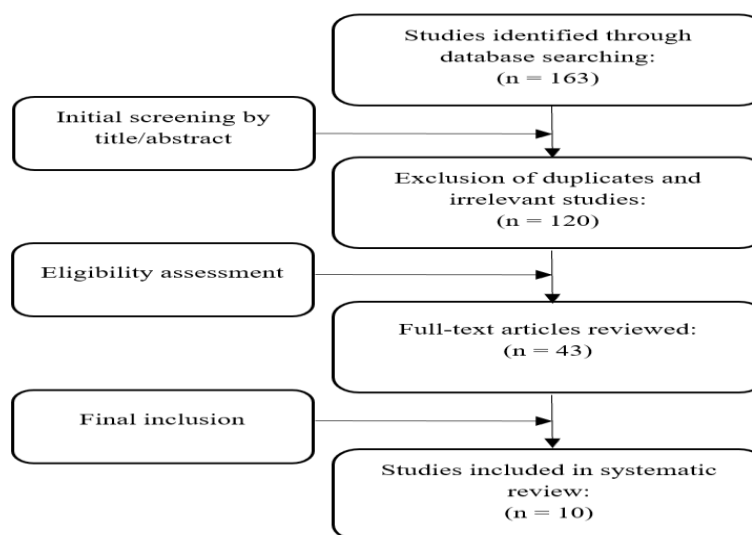 Studies identified through
database searching:
(n = 163)
Initial screening by
title/abstract
Exclusion of duplicates and
irrelevant studies:
(n = 120)
Eligibility assessment
Full-text articles reviewed:
(n = 43)
Final inclusion
Studies included in systematic
review:
(n = 10)